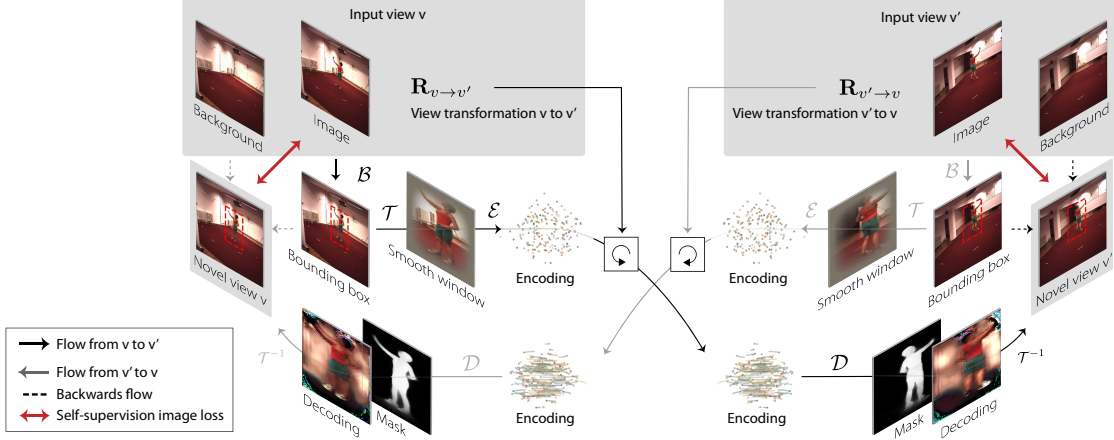 Input view v
Input view v'
Background
Image
R_{v→v'}
View transformation v to v'
R_{v'→v}
View transformation v' to v
Image
Background
B
B
T
E
E
T
Novel view v
Bounding box
Smooth window
Encoding
Encoding
Smooth window
Bounding box
Novel view v'
T⁻¹
Decoding
Mask
D
Encoding
Encoding
D
Mask
Decoding
T⁻¹
Flow from v to v'
Flow from v' to v
Backwards flow
Self-supervision image loss